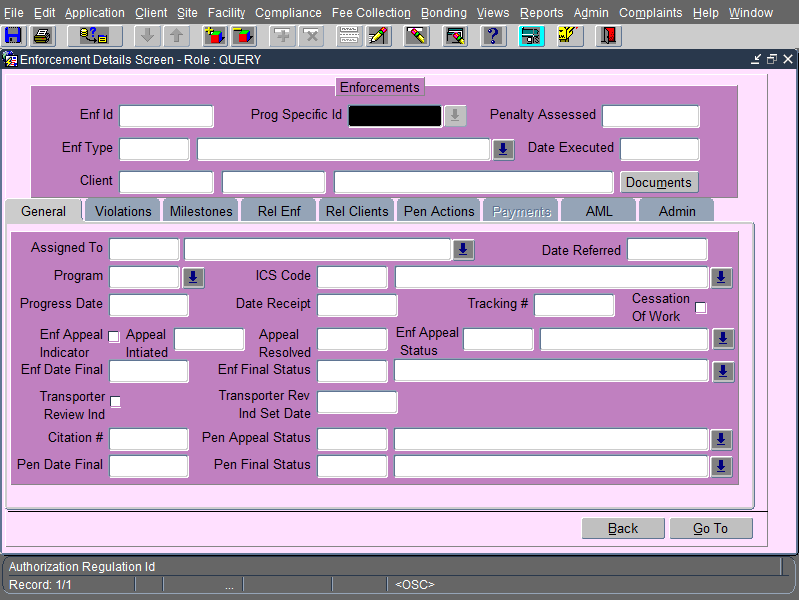 File Edit Application Client Site Facility Compliance Fee Collection Bonding Views Reports Admin Complaints Help Window
Enforcement Details Screen - Role : QUERY
Enforcements
Enf Id Prog Specific Id Penalty Assessed
Enf Type Date Executed
Client Documents
General Violations Milestones Rel Enf Rel Clients Pen Actions Payments AML Admin
Assigned To Date Referred
Program ICS Code
Progress Date Date Receipt Tracking # Cessation
Of Work
Enf Appeal Appeal Appeal Enf Appeal
Indicator Intiated Resolved Status
Enf Date Final Enf Final Status
Transporter Transporter Rev
Review Ind Ind Set Date
Citation # Pen Appeal Status
Pen Date Final Pen Final Status
Back Go To
Authorization Regulation Id
Record: 1/1 ... <OSC>